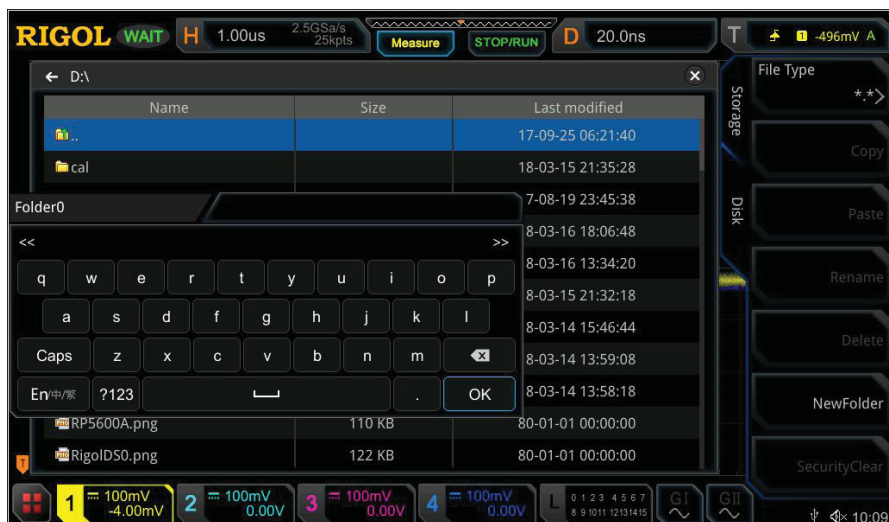 RIGOL WAIT H 1.00us 2.5GSa/s 25kpts Measure STOP/RUN D 20.0ns T 1 -496mV A
D:\
Name Size Last modified
.. 17-09-25 06:21:40
cal 18-03-15 21:35:28
7-08-19 23:45:38
8-03-16 18:06:48
8-03-16 13:34:20
8-03-15 21:32:18
8-03-14 15:46:44
8-03-14 13:59:08
8-03-14 13:58:18
RP5600A.png 110 KB 80-01-01 00:00:00
RigolDS0.png 122 KB 80-01-01 00:00:00
Folder0
<< >>
q w e r t y u i o p
a s d f g h j k l
Caps z x c v b n m
En/中/繁 ?123 . OK
Storage
Disk
File Type
*.*>
Copy
Paste
Rename
Delete
NewFolder
SecurityClear
T
1 100mV -4.00mV 2 100mV 0.00V 3 100mV 0.00V 4 100mV 0.00V L 0 1 2 3 4 5 6 7 8 9 10 11 12 13 14 15 GI GII
10:09